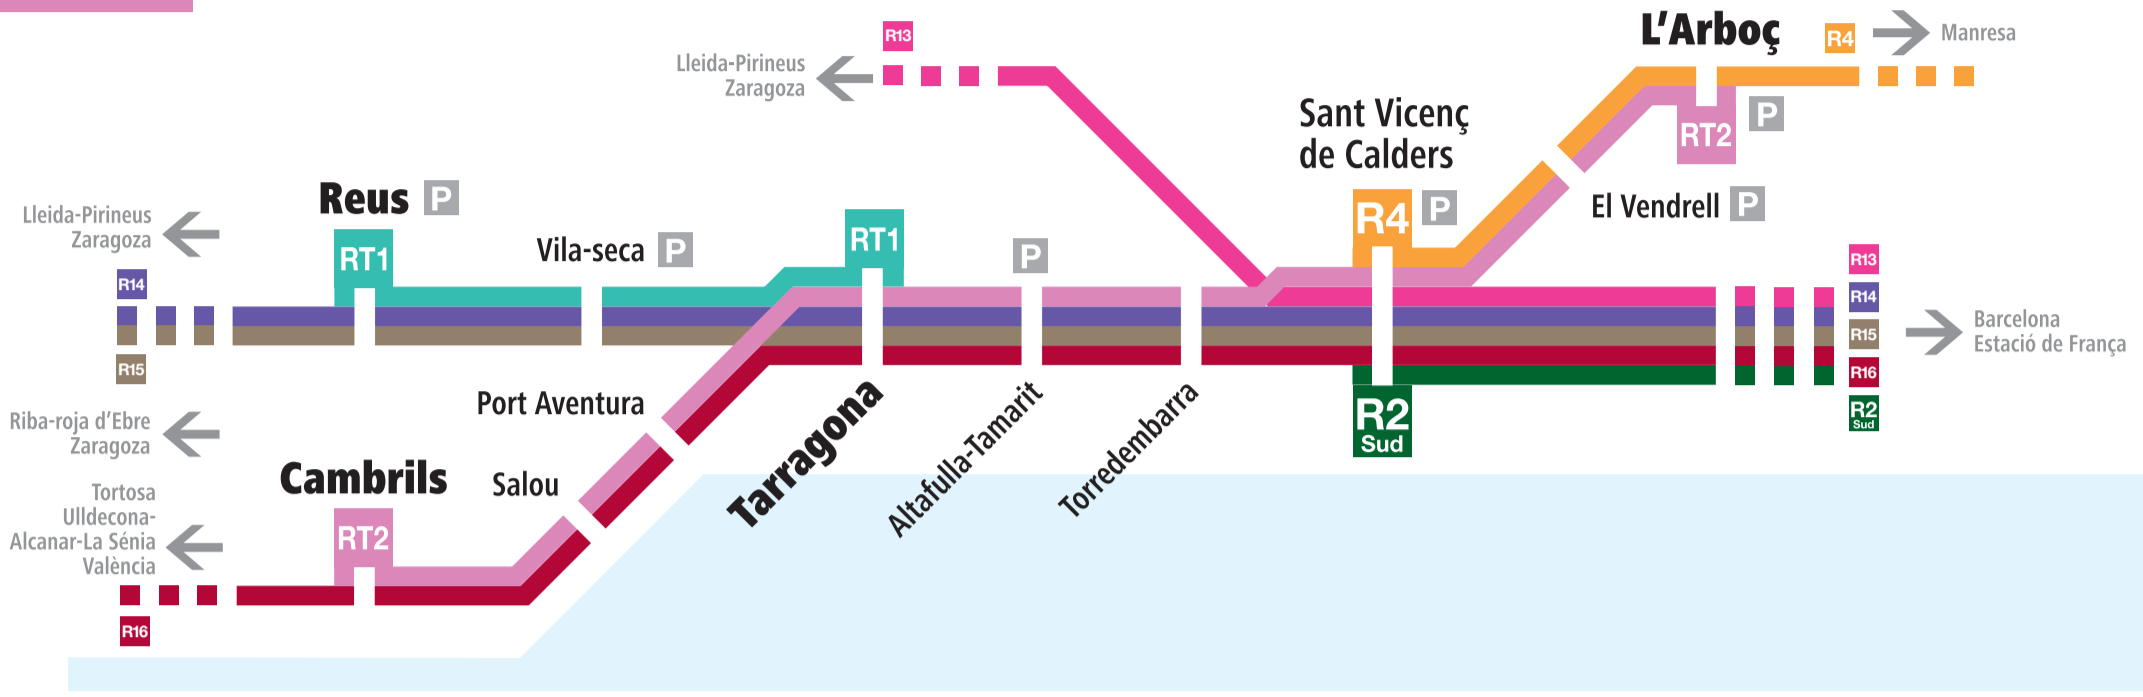 R13
Lleida-Pirineus
Zaragoza
L'Arboç
R4
Manresa
P
RT2
Sant Vicenç
de Calders
R4
P
El Vendrell P
Lleida-Pirineus
Zaragoza
R14
R15
Reus P
RT1
Vila-seca P
RT1
P
R13
R14
R15
R16
R2
Sud
Barcelona
Estació de França
Riba-roja d'Ebre
Zaragoza
Port Aventura
Tarragona
Altafulla-Tamarit
Torredembarra
R2
Sud
Cambrils
Salou
RT2
Tortosa
Ulldecona-
Alcanar-La Sénia
València
R16